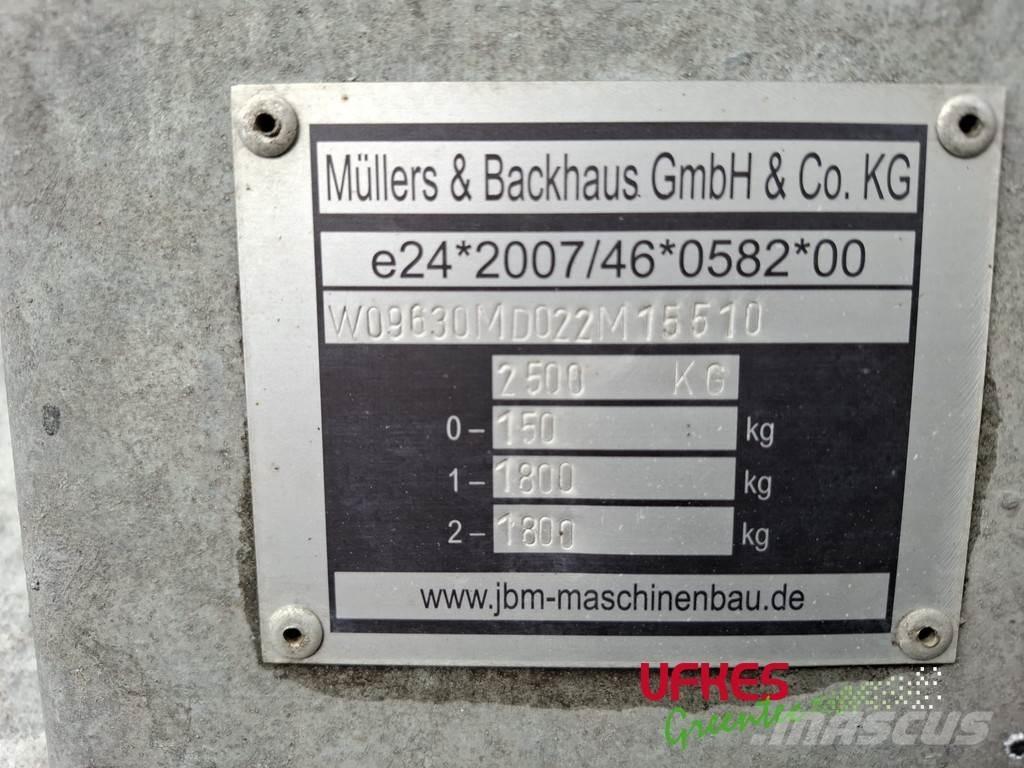 Müllers & Backhaus GmbH & Co. KG
e24*2007/46*0582*00
W09630MD022M15510
2500 KG
0- 150 kg
1- 1800 kg
2- 1800 kg
www.jbm-maschinenbau.de
UFKES
Greentec
MASCUS